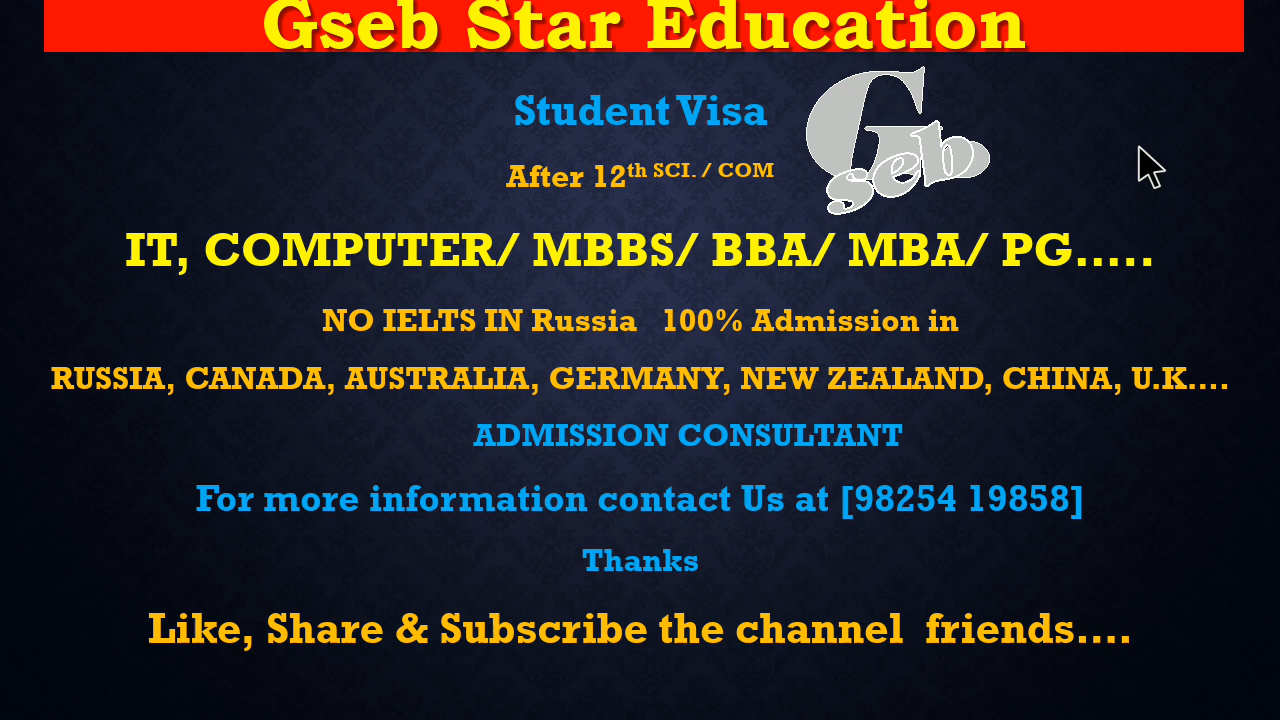 Gseb Star Education
Student Visa
Gseb
After 12th SCI. / COM
IT, COMPUTER/ MBBS/ BBA/ MBA/ PG.....
NO IELTS IN Russia 100% Admission in
RUSSIA, CANADA, AUSTRALIA, GERMANY, NEW ZEALAND, CHINA, U.K....
ADMISSION CONSULTANT
For more information contact Us at [98254 19858]
Thanks
Like, Share & Subscribe the channel friends....